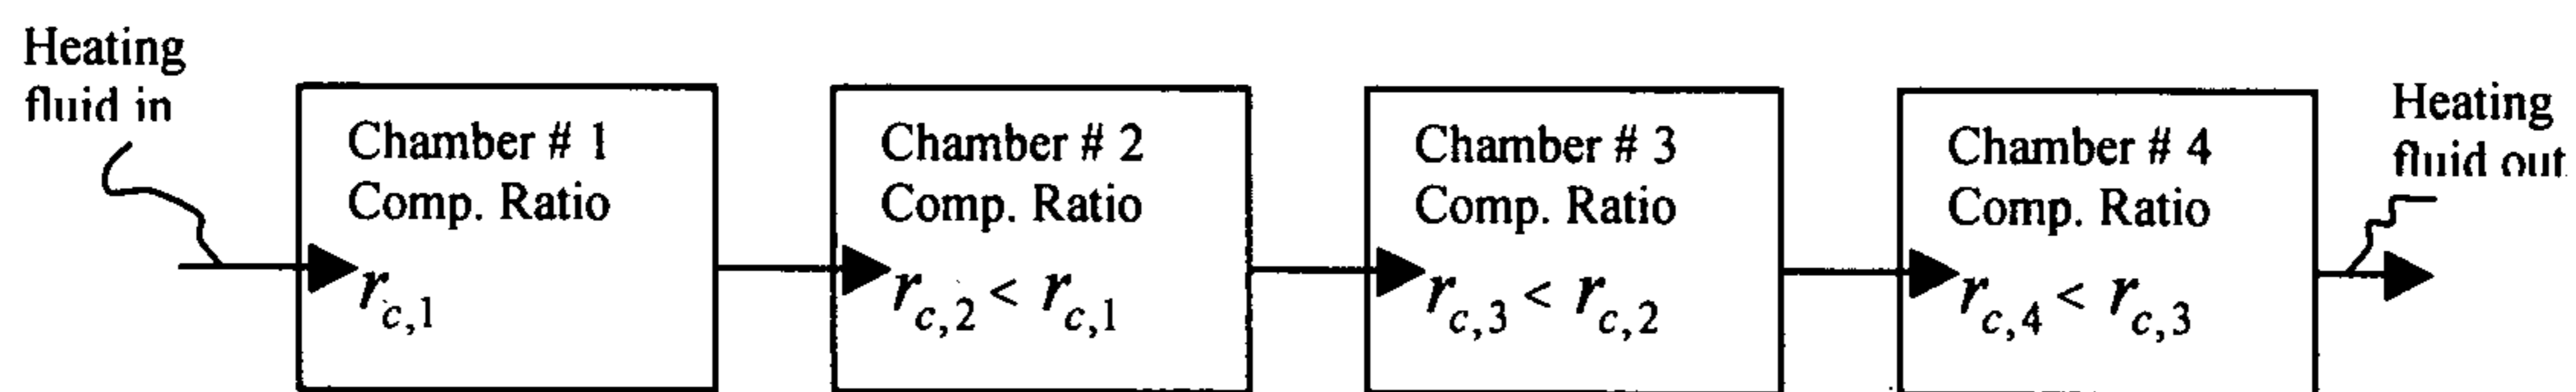 Heating
fluid in
Chamber # 1
Comp. Ratio
r_{c,1}
Chamber # 2
Comp. Ratio
r_{c,2} < r_{c,1}
Chamber # 3
Comp. Ratio
r_{c,3} < r_{c,2}
Chamber # 4
Comp. Ratio
r_{c,4} < r_{c,3}
Heating
fluid out